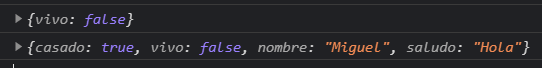 ▶{vivo: false}
▶{casado: true, vivo: false, nombre: "Miguel", saludo: "Hola"}